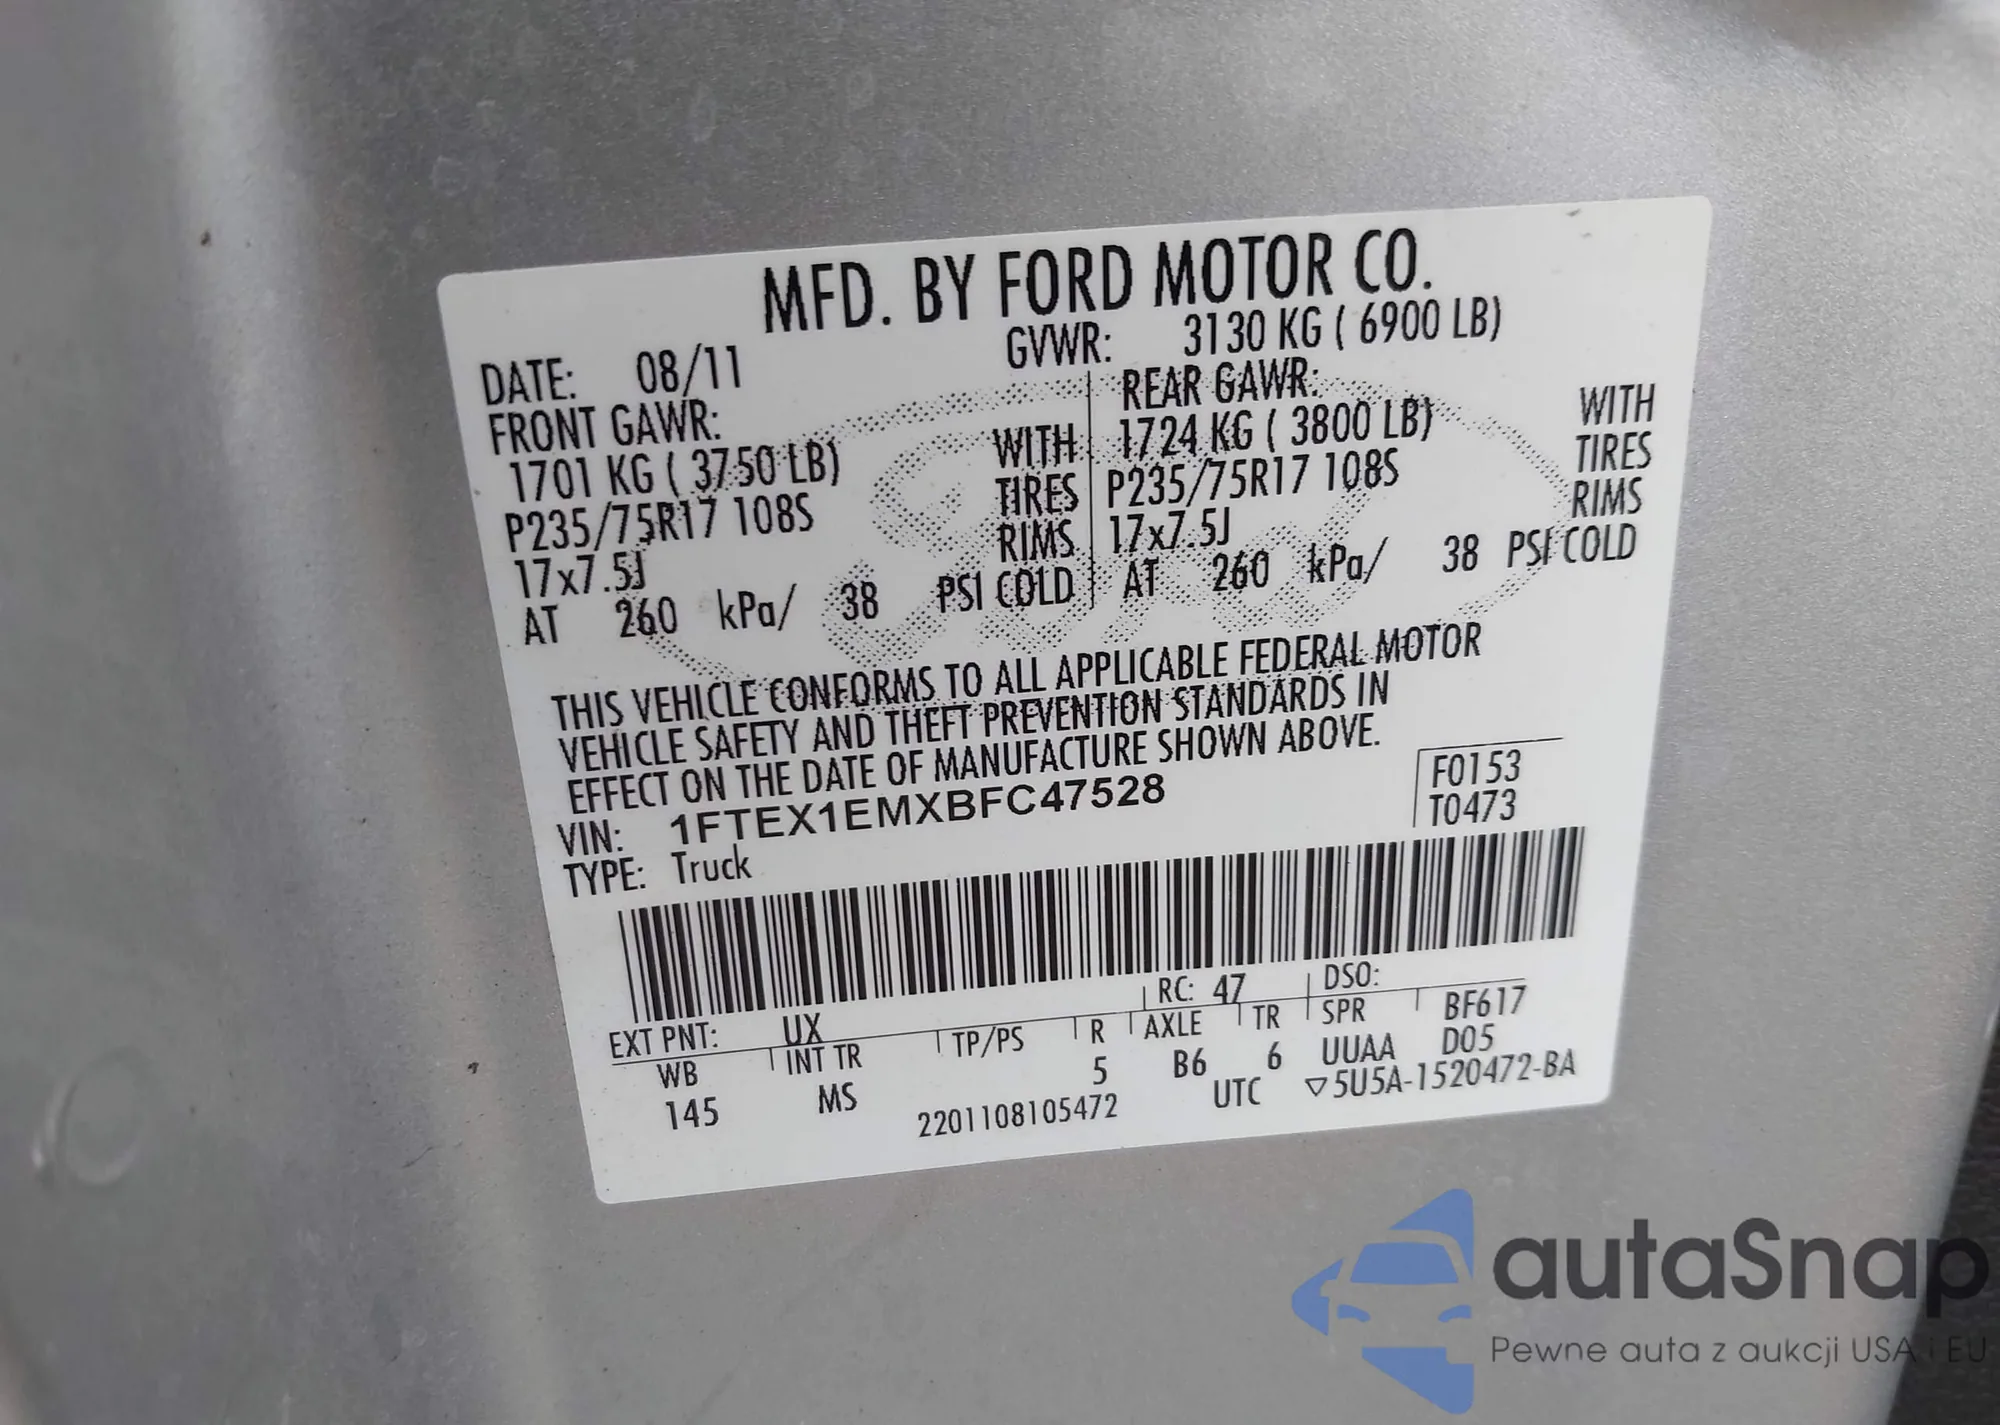 MFD. BY FORD MOTOR CO.
DATE: 08/11 GVWR: 3130 KG ( 6900 LB)
FRONT GAWR: REAR GAWR:
1701 KG ( 3750 LB) WITH 1724 KG ( 3800 LB) WITH
P235/75R17 108S TIRES P235/75R17 108S TIRES
17x7.5J RIMS 17x7.5J RIMS
AT 260 kPa/ 38 PSI COLD AT 260 kPa/ 38 PSI COLD
THIS VEHICLE CONFORMS TO ALL APPLICABLE FEDERAL MOTOR
VEHICLE SAFETY AND THEFT PREVENTION STANDARDS IN
EFFECT ON THE DATE OF MANUFACTURE SHOWN ABOVE.
VIN: 1FTEX1EMXBFC47528 F0153
TYPE: Truck T0473
EXT PNT: UX RC: 47 DSO:
WB INT TR TP/PS R AXLE TR SPR BF617
145 MS 5 B6 6 UUAA D05
2201108105472 UTC ▽5U5A-1520472-BA
autaSnap
Pewne auta z aukcji USA i EU